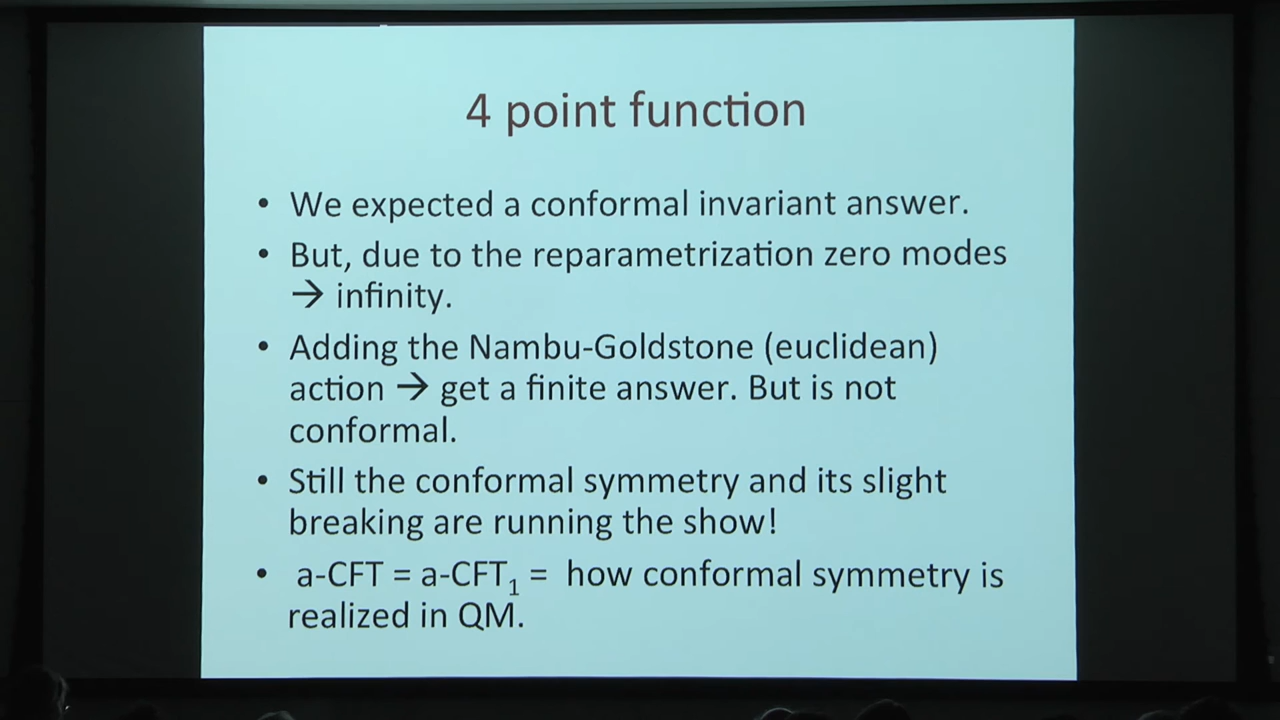 4 point function
• We expected a conformal invariant answer.
• But, due to the reparametrization zero modes
→ infinity.
• Adding the Nambu-Goldstone (euclidean)
action → get a finite answer. But is not
conformal.
• Still the conformal symmetry and its slight
breaking are running the show!
• a-CFT = a-CFT₁ = how conformal symmetry is
realized in QM.